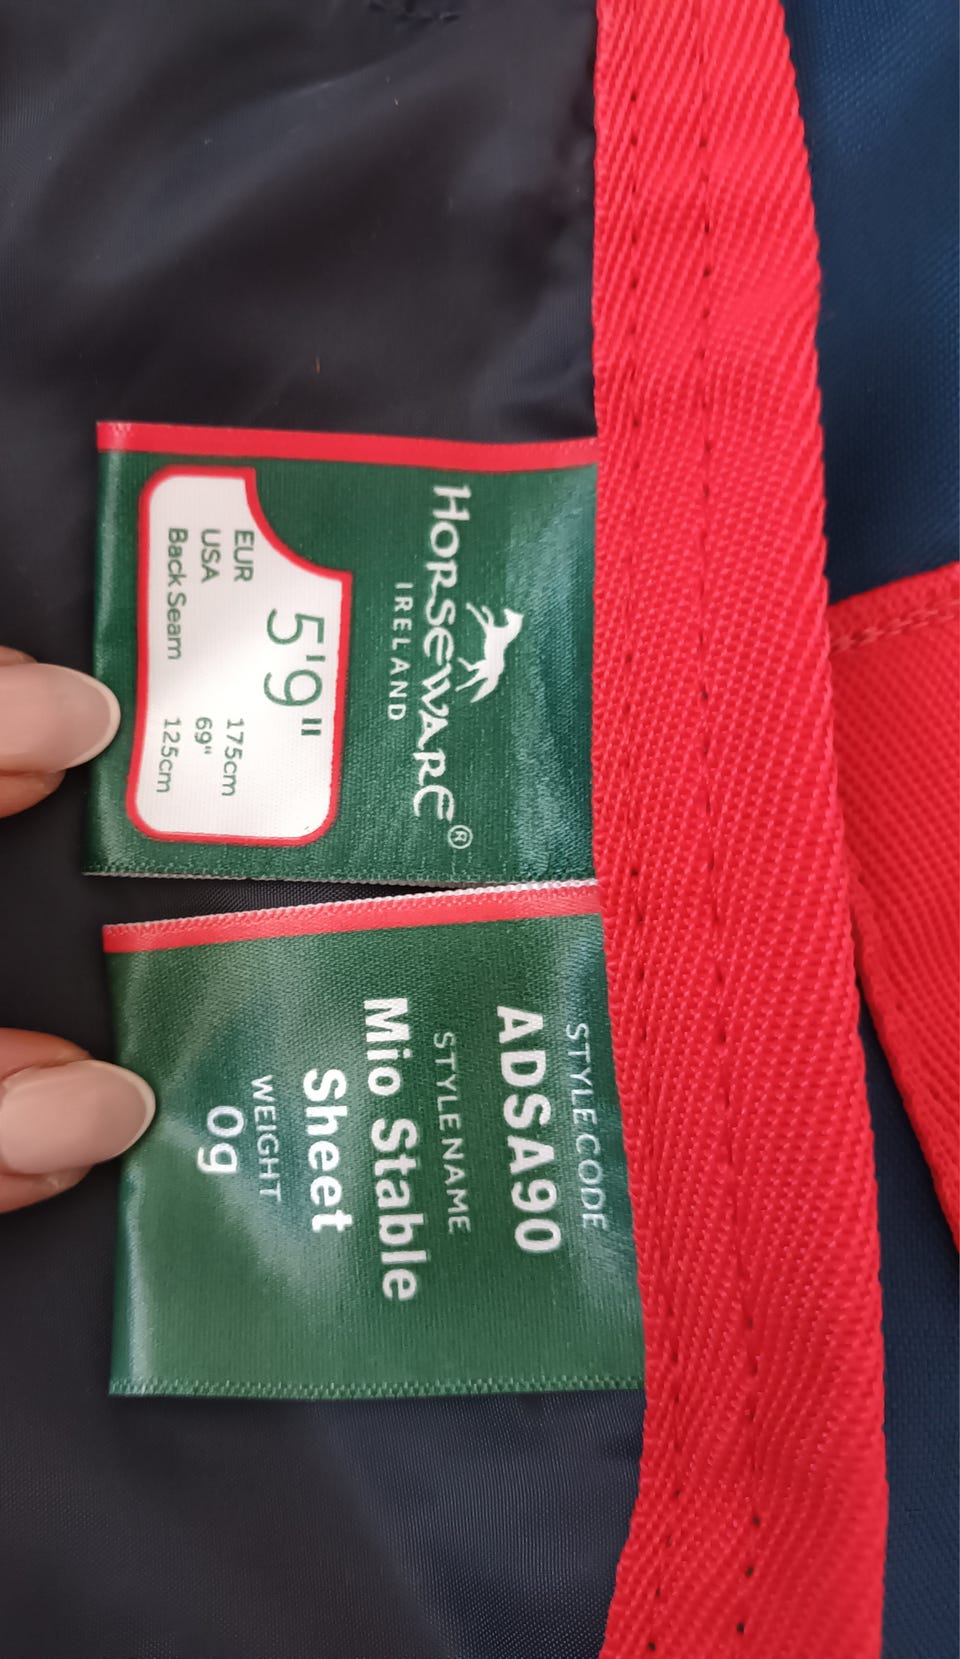 HORSEWARE®
IRELAND
5'9"
EUR 175cm
USA 69"
Back Seam 125cm
STYLE CODE
ADSA90
STYLE NAME
Mio Stable
Sheet
WEIGHT
0g